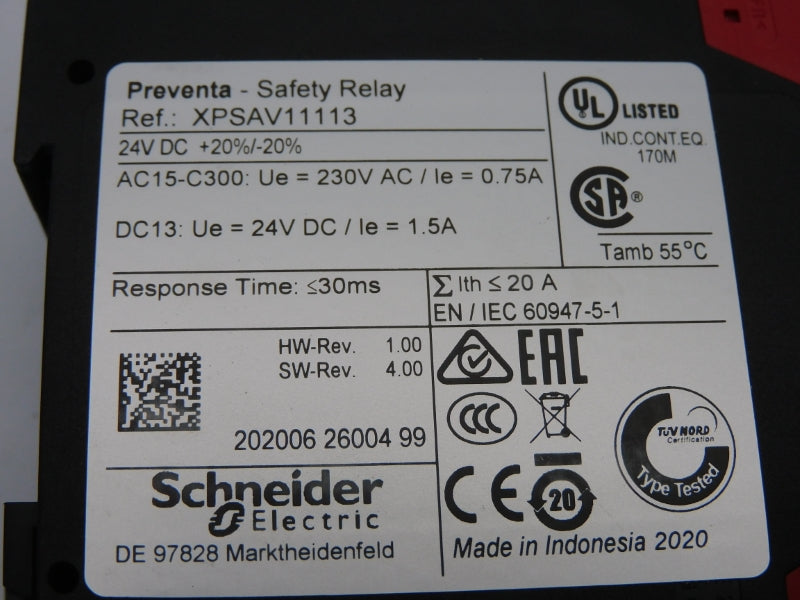 Preventa - Safety Relay
Ref.: XPSAV11113
24V DC +20%/-20%
AC15-C300: Ue = 230V AC / Ie = 0.75A
DC13: Ue = 24V DC / Ie = 1.5A
UL LISTED
IND.CONT.EQ.
170M
SA®
Tamb 55°C
Response Time: ≤30ms
Σ Ith ≤ 20 A
EN / IEC 60947-5-1
HW-Rev. 1.00
SW-Rev. 4.00
202006 26004 99
EAC
CCC
TÜV NORD
Certification
Type Tested
CE
20
Schneider
Electric
DE 97828 Marktheidenfeld
Made in Indonesia 2020